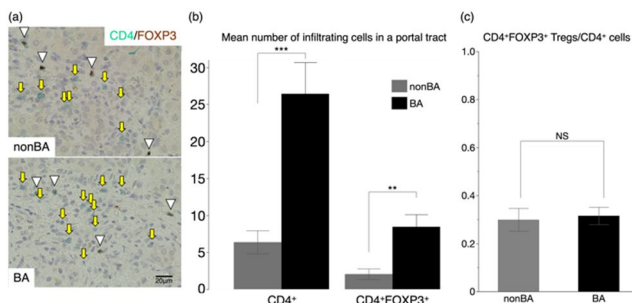 (a)
CD4/FOXP3
nonBA
BA
20μm
(b)
Mean number of infiltrating cells in a portal tract
***
**
nonBA
BA
30
25
20
15
10
5
0
CD4⁺
CD4⁺FOXP3⁺
(c)
CD4⁺FOXP3⁺ Tregs/CD4⁺ cells
1.0
0.8
0.6
0.4
0.2
0.0
NS
nonBA
BA